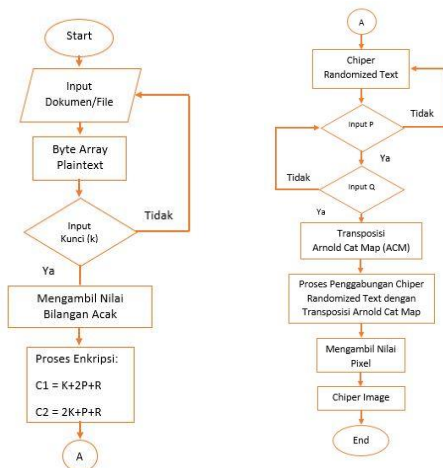 Start
Input
Dokumen/File
Byte Array
Plaintext
Input
Kunci (k)
Tidak
Ya
Mengambil Nilai
Bilangan Acak
Proses Enkripsi:
C1 = K+2P+R
C2 = 2K+P+R
A
A
Chiper
Randomized Text
Input P
Tidak
Ya
Tidak
Input Q
Ya
Transposisi
Arnold Cat Map (ACM)
Proses Penggabungan Chiper
Randomized Text dengan
Transposisi Arnold Cat Map
Mengambil Nilai
Pixel
Chiper Image
End